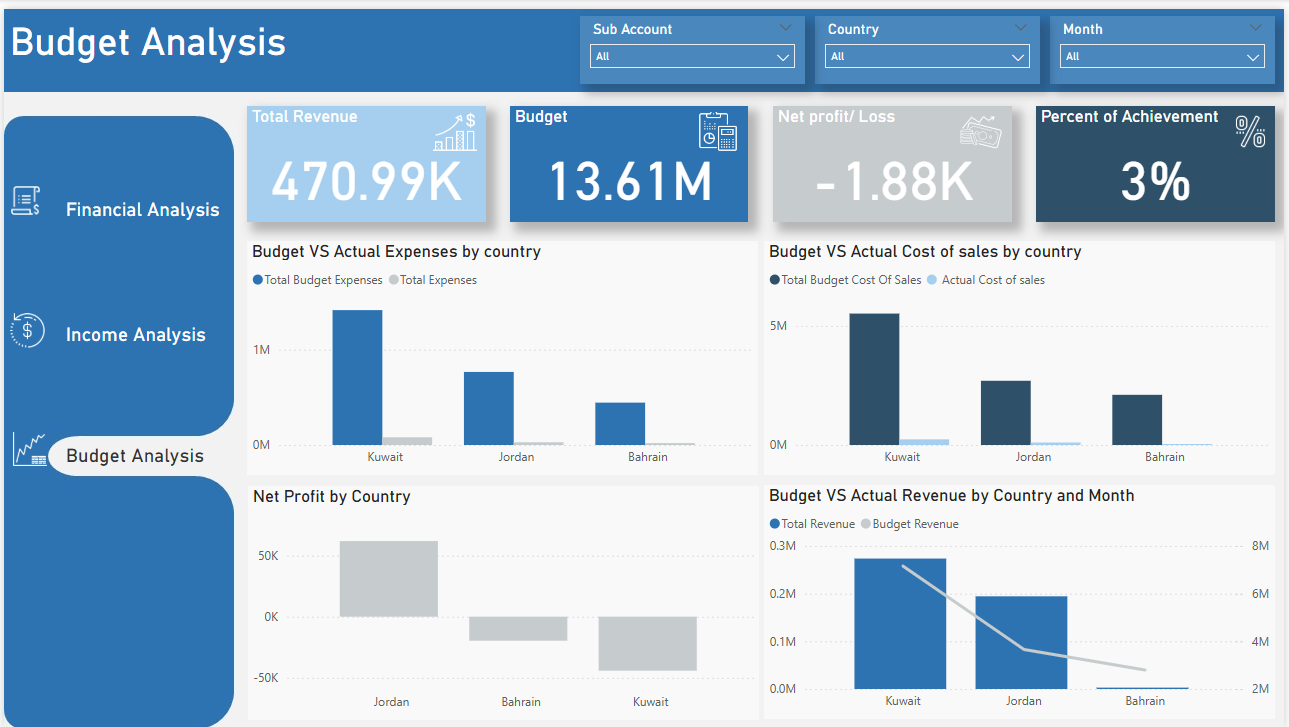 Budget Analysis
Sub Account
All
Country
All
Month
All
Financial Analysis
Income Analysis
Budget Analysis
Total Revenue
$
470.99K
Budget
13.61M
Net profit/ Loss
-1.88K
Percent of Achievement
3%
Budget VS Actual Expenses by country
Total Budget Expenses Total Expenses
1M
0M
Kuwait Jordan Bahrain
Budget VS Actual Cost of sales by country
Total Budget Cost Of Sales Actual Cost of sales
5M
0M
Kuwait Jordan Bahrain
Net Profit by Country
50K
0K
-50K
Jordan Bahrain Kuwait
Budget VS Actual Revenue by Country and Month
Total Revenue Budget Revenue
0.3M 8M
0.2M 6M
0.1M 4M
0.0M 2M
Kuwait Jordan Bahrain